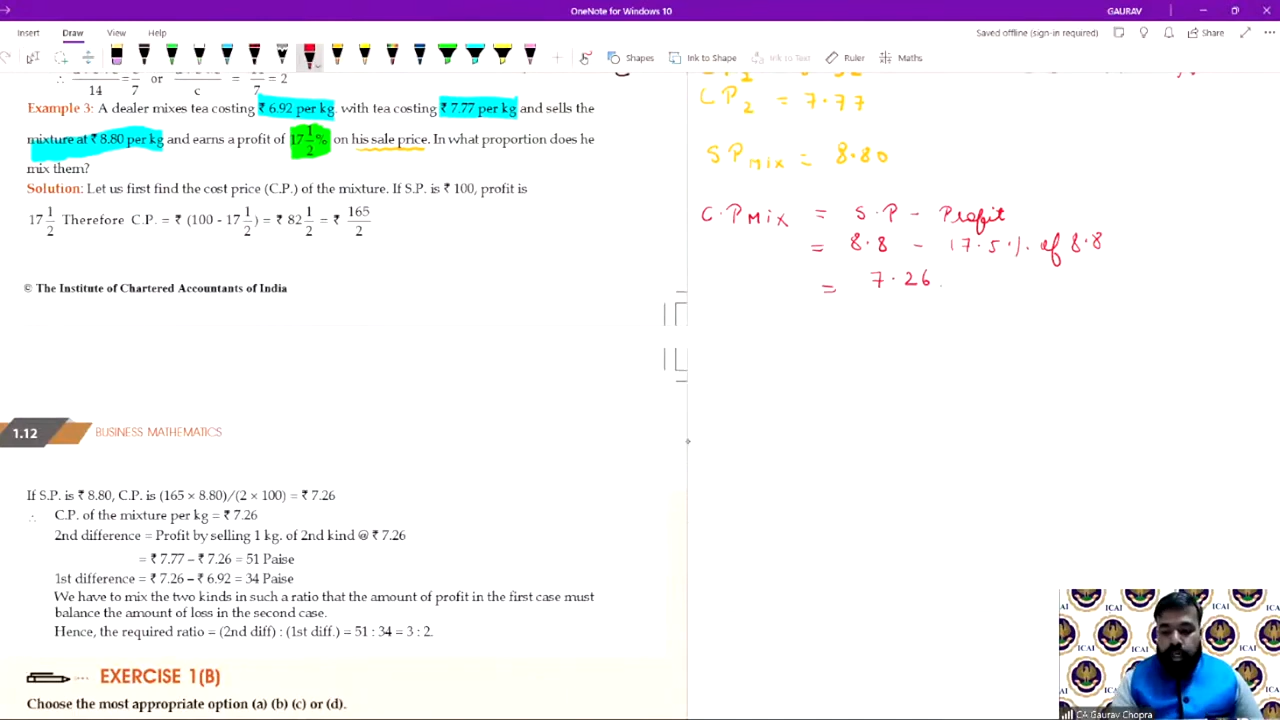 OneNote for Windows 10
GAURAV
Insert Draw View Help
Saved offline (sign-in required)
Share
Shapes
Ink to Shape
Ink to Text
Ruler
Maths
14 = 7 or c = 7 = 2
Example 3: A dealer mixes tea costing ₹ 6.92 per kg. with tea costing ₹ 7.77 per kg and sells the
mixture at ₹ 8.80 per kg and earns a profit of 17 1/2 % on his sale price. In what proportion does he
mix them?
Solution: Let us first find the cost price (C.P.) of the mixture. If S.P. is ₹ 100, profit is
17 1/2 Therefore C.P. = ₹ (100 - 17 1/2) = ₹ 82 1/2 = ₹ 165/2
© The Institute of Chartered Accountants of India
1.12 BUSINESS MATHEMATICS
If S.P. is ₹ 8.80, C.P. is (165 × 8.80)/(2 × 100) = ₹ 7.26
∴ C.P. of the mixture per kg = ₹ 7.26
2nd difference = Profit by selling 1 kg. of 2nd kind @ ₹ 7.26
= ₹ 7.77 – ₹ 7.26 = 51 Paise
1st difference = ₹ 7.26 – ₹ 6.92 = 34 Paise
We have to mix the two kinds in such a ratio that the amount of profit in the first case must
balance the amount of loss in the second case.
Hence, the required ratio = (2nd diff) : (1st diff.) = 51 : 34 = 3 : 2.
EXERCISE 1(B)
Choose the most appropriate option (a) (b) (c) or (d).
CP2 = 7.77
SP Mix = 8.80
C.P Mix = S.P - Profit
= 8.8 - 17.5 % of 8.8
= 7.26
ICAI
CA Gaurav Chopra